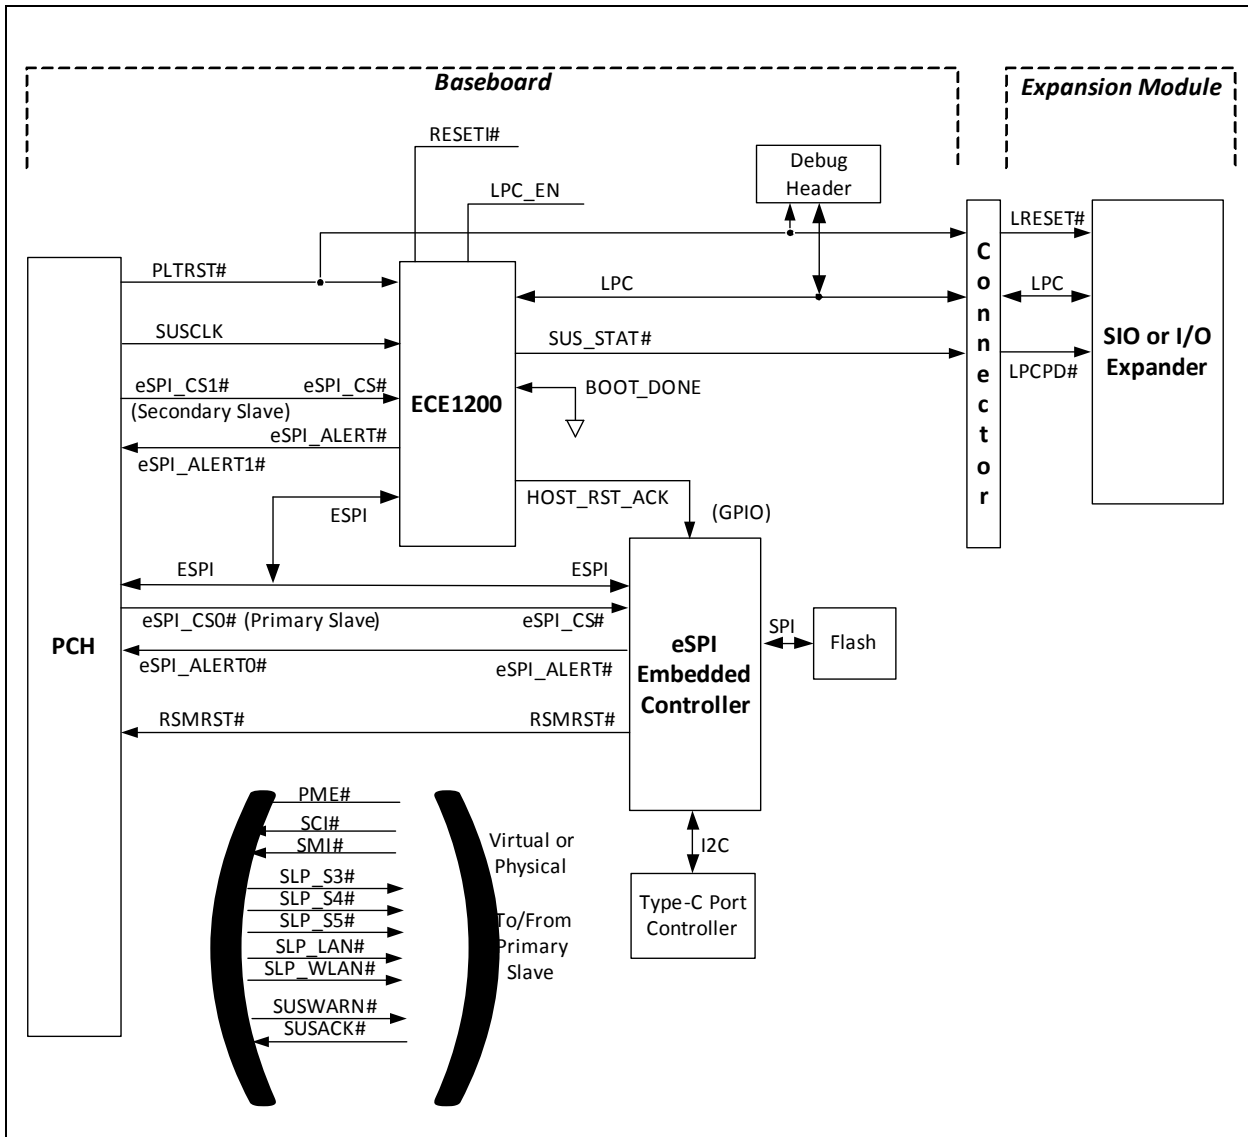 Baseboard
Expansion Module
RESETI#
LPC_EN
Debug
Header
PLTRST#
LPC
SUSCLK
SUS_STAT#
eSPI_CS1#
eSPI_CS#
(Secondary Slave)
ECE1200
BOOT_DONE
eSPI_ALERT#
eSPI_ALERT1#
ESPI
HOST_RST_ACK
(GPIO)
Connector
LRESET#
LPC
LPCPD#
SIO or I/O
Expander
PCH
ESPI
ESPI
eSPI_CS0# (Primary Slave)
eSPI_CS#
eSPI_ALERT0#
eSPI_ALERT#
RSMRST#
RSMRST#
eSPI
Embedded
Controller
SPI
Flash
I2C
Type-C Port
Controller
PME#
SCI#
SMI#
SLP_S3#
SLP_S4#
SLP_S5#
SLP_LAN#
SLP_WLAN#
SUSWARN#
SUSACK#
Virtual or
Physical
To/From
Primary
Slave